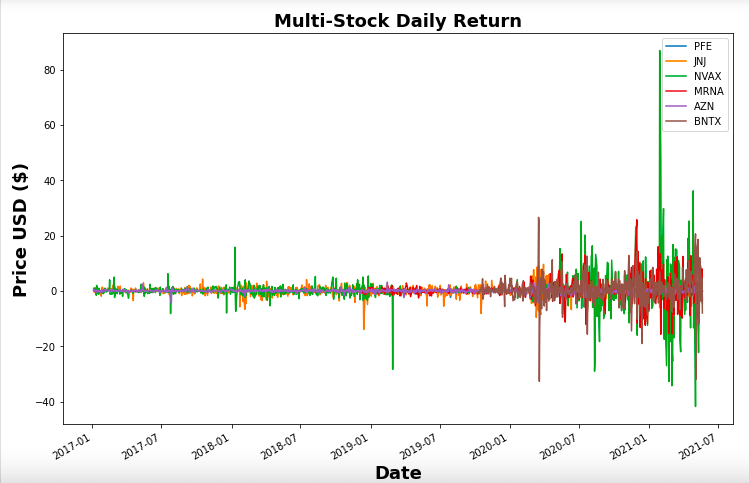 Multi-Stock Daily Return
PFE
JNJ
NVAX
MRNA
AZN
BNTX
Price USD ($)
80
60
40
20
0
−20
−40
2017-01
2017-07
2018-01
2018-07
2019-01
2019-07
2020-01
2020-07
2021-01
2021-07
Date